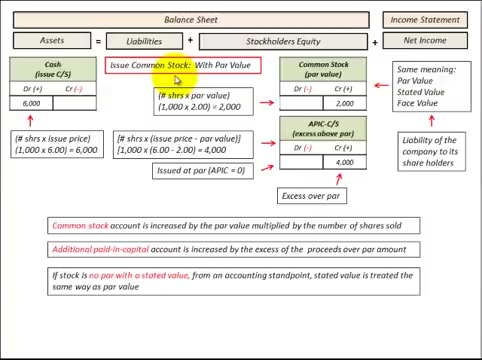 Balance Sheet
Income Statement
Assets = Liabilities + Stockholders Equity + Net Income
Cash
(issue C/S)
Dr (+) Cr (-)
6,000
Issue Common Stock: With Par Value
Common Stock
(par value)
Dr (-) Cr (+)
2,000
Same meaning:
Par Value
Stated Value
Face Value
(# shrs x par value)
(1,000 x 2.00) = 2,000
(# shrs x issue price)
(1,000 x 6.00) = 6,000
[# shrs x (issue price - par value)]
[1,000 x (6.00 - 2.00) = 4,000
APIC-C/S
(excess above par)
Dr (-) Cr (+)
4,000
Liability of the
company to its
share holders
Issued at par (APIC = 0)
Excess over par
Common stock account is increased by the par value multiplied by the number of shares sold
Additional paid-in-capital account is increased by the excess of the proceeds over par amount
If stock is no par with a stated value, from an accounting standpoint, stated value is treated the
same way as par value